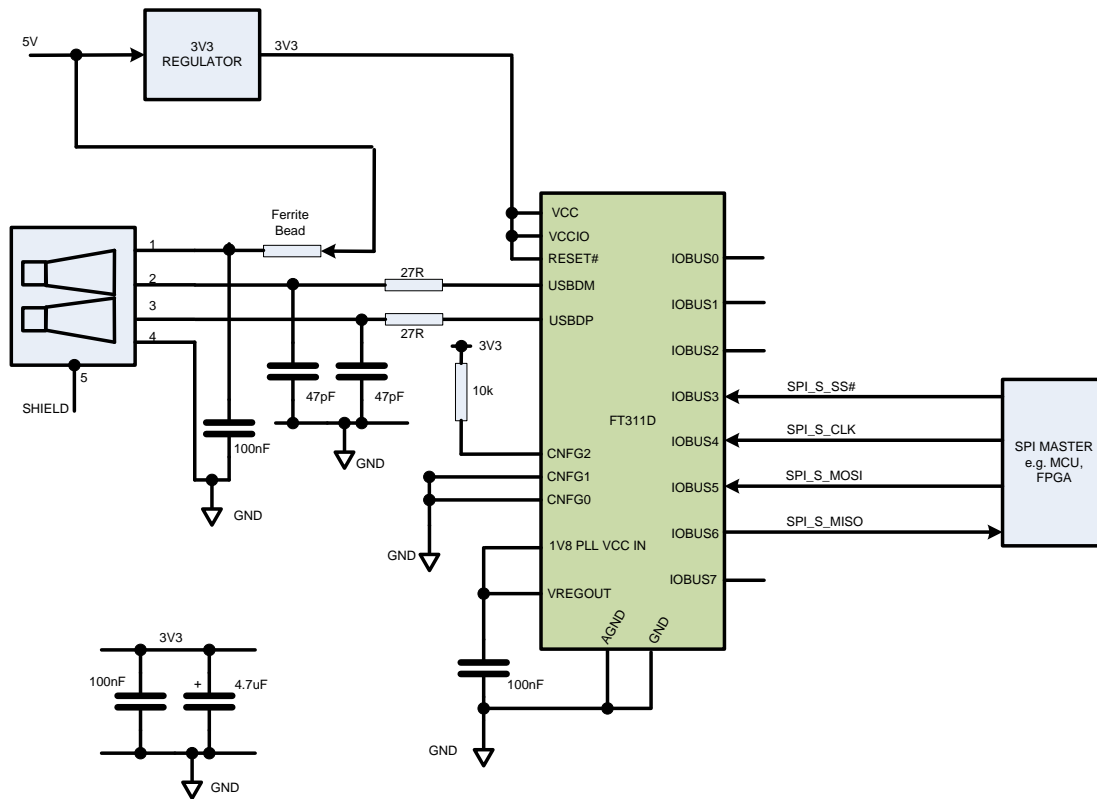 5V
3V3
REGULATOR
3V3
Ferrite
Bead
1
2
3
4
5
SHIELD
27R
27R
47pF
47pF
100nF
GND
GND
3V3
10k
GND
VCC
VCCIO
RESET#
USBDM
USBDP
CNFG2
CNFG1
CNFG0
1V8 PLL VCC IN
VREGOUT
AGND
GND
FT311D
IOBUS0
IOBUS1
IOBUS2
IOBUS3
IOBUS4
IOBUS5
IOBUS6
IOBUS7
SPI_S_SS#
SPI_S_CLK
SPI_S_MOSI
SPI_S_MISO
SPI MASTER
e.g. MCU,
FPGA
100nF
GND
3V3
100nF
+
4.7uF
GND